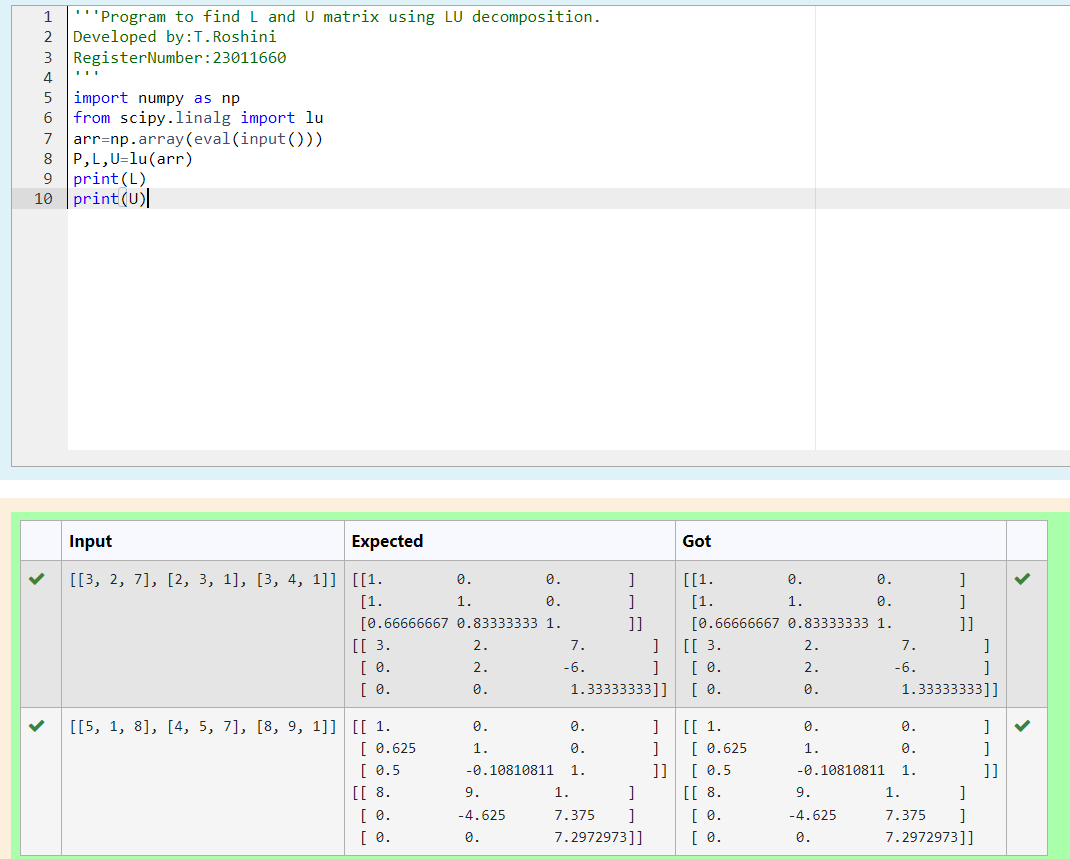 1 '''Program to find L and U matrix using LU decomposition.
2 Developed by:T.Roshini
3 RegisterNumber:23011660
4 '''
5 import numpy as np
6 from scipy.linalg import lu
7 arr=np.array(eval(input()))
8 P,L,U=lu(arr)
9 print(L)
10 print(U)
Input Expected Got
[[3, 2, 7], [2, 3, 1], [3, 4, 1]] [[1. 0. 0. ] [[1. 0. 0. ]
[1. 1. 0. ] [1. 1. 0. ]
[0.66666667 0.83333333 1. ]] [0.66666667 0.83333333 1. ]]
[[ 3. 2. 7. ] [[ 3. 2. 7. ]
[ 0. 2. -6. ] [ 0. 2. -6. ]
[ 0. 0. 1.33333333]] [ 0. 0. 1.33333333]]
[[5, 1, 8], [4, 5, 7], [8, 9, 1]] [[ 1. 0. 0. ] [[ 1. 0. 0. ]
[ 0.625 1. 0. ] [ 0.625 1. 0. ]
[ 0.5 -0.10810811 1. ]] [ 0.5 -0.10810811 1. ]]
[[ 8. 9. 1. ] [[ 8. 9. 1. ]
[ 0. -4.625 7.375 ] [ 0. -4.625 7.375 ]
[ 0. 0. 7.2972973]] [ 0. 0. 7.2972973]]